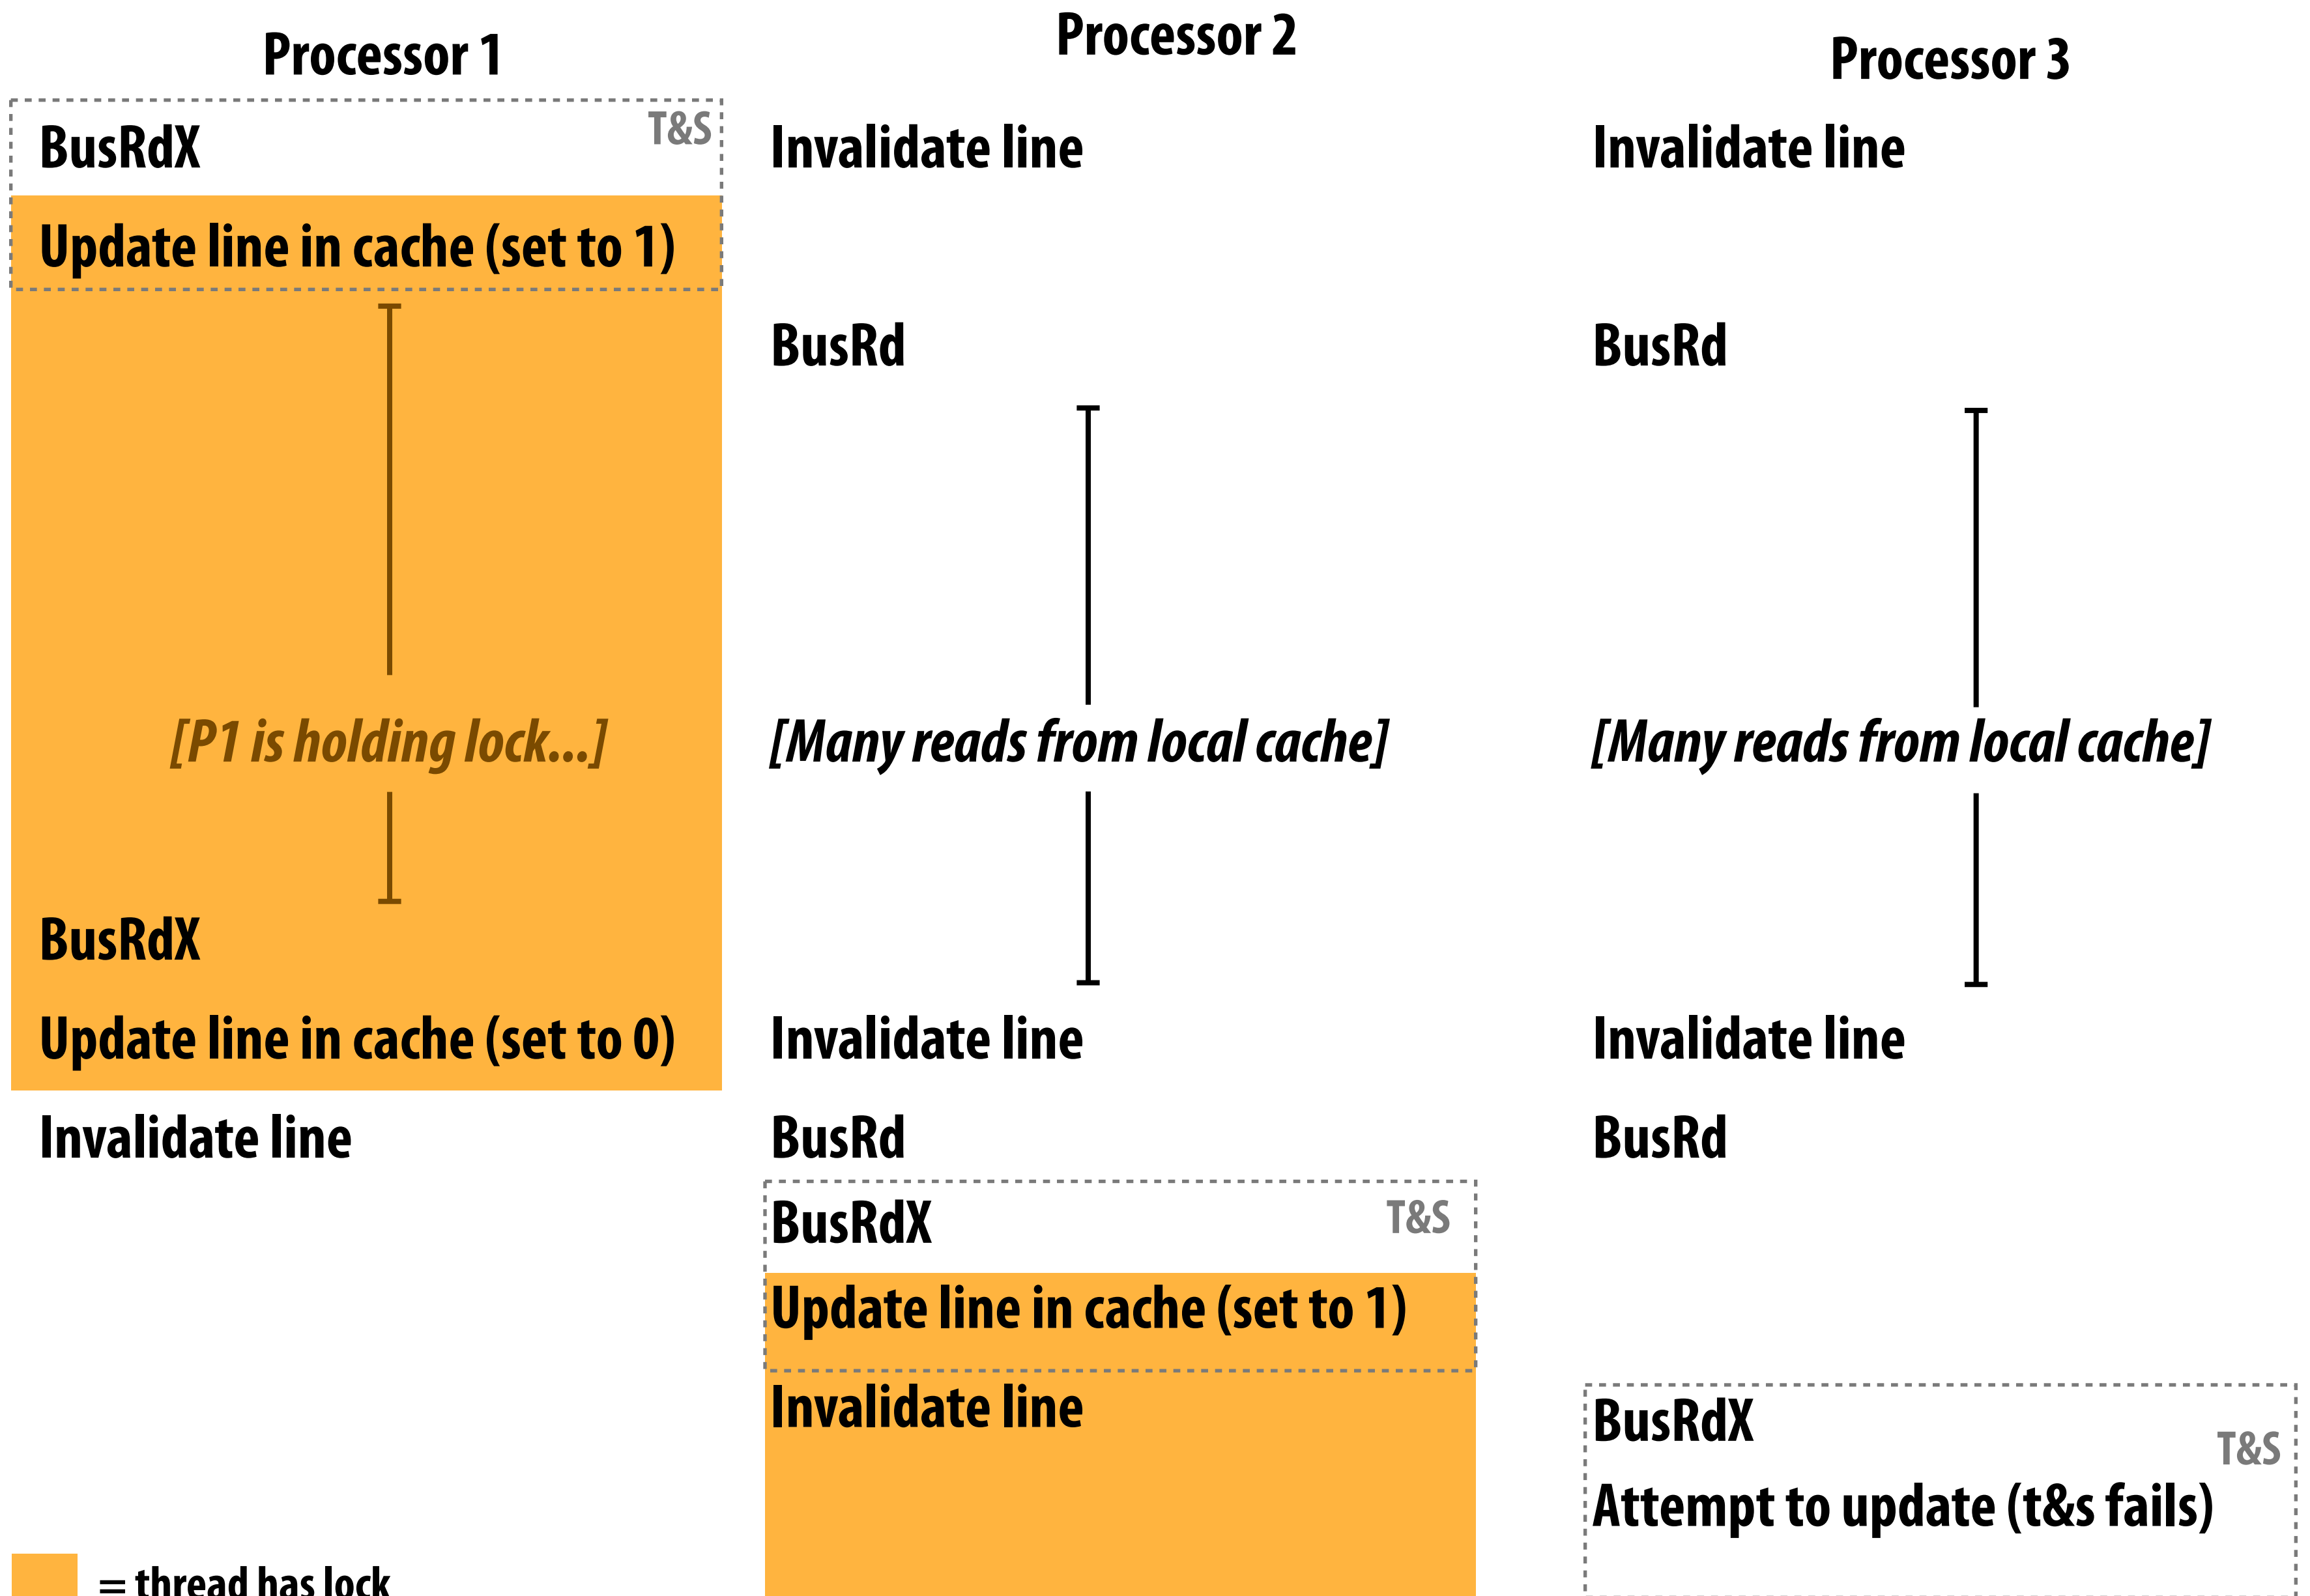 Processor 1
Processor 2
Processor 3
BusRdX
T&S
Invalidate line
Invalidate line
Update line in cache (set to 1)
BusRd
BusRd
[P1 is holding lock...]
[Many reads from local cache]
[Many reads from local cache]
BusRdX
Update line in cache (set to 0)
Invalidate line
Invalidate line
Invalidate line
BusRd
BusRd
BusRdX
T&S
Update line in cache (set to 1)
Invalidate line
BusRdX
T&S
Attempt to update (t&s fails)
= thread has lock